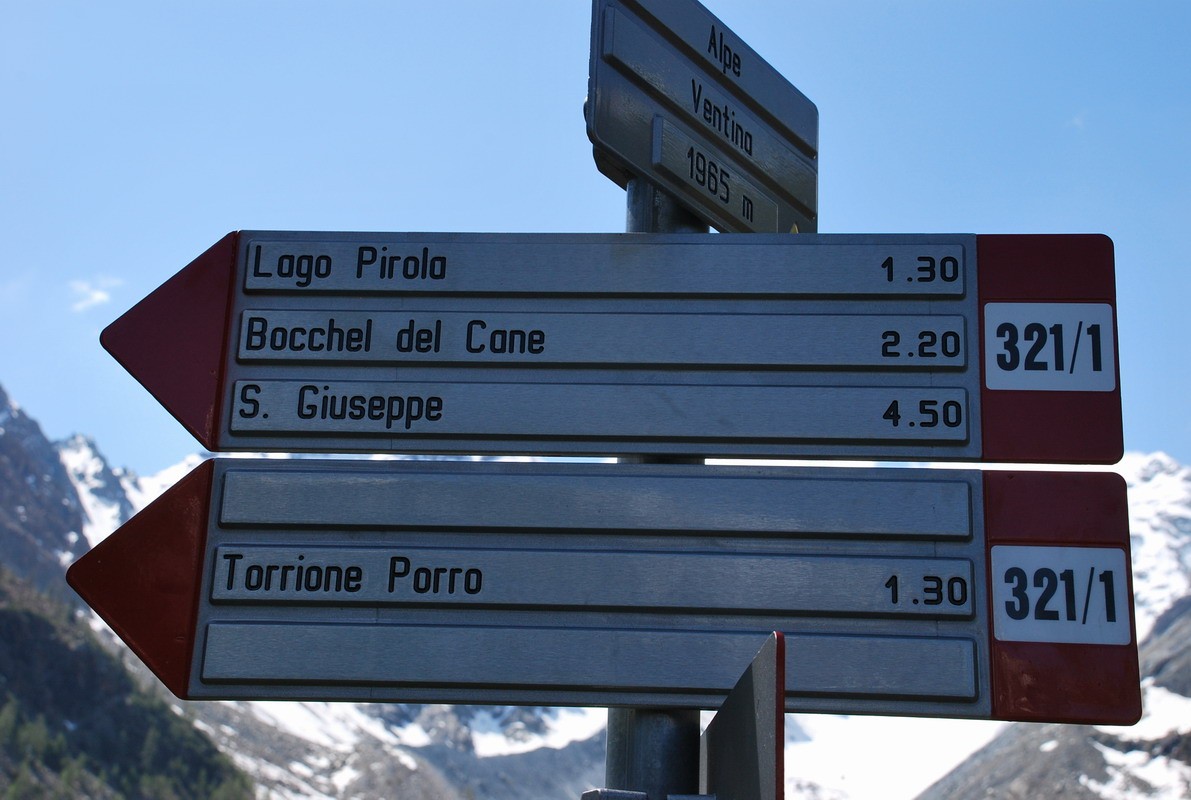 Alpe
Ventina
1965 m
Lago Pirola 1.30
Bocchel del Cane 2.20
S. Giuseppe 4.50
321/1
Torrione Porro 1.30
321/1